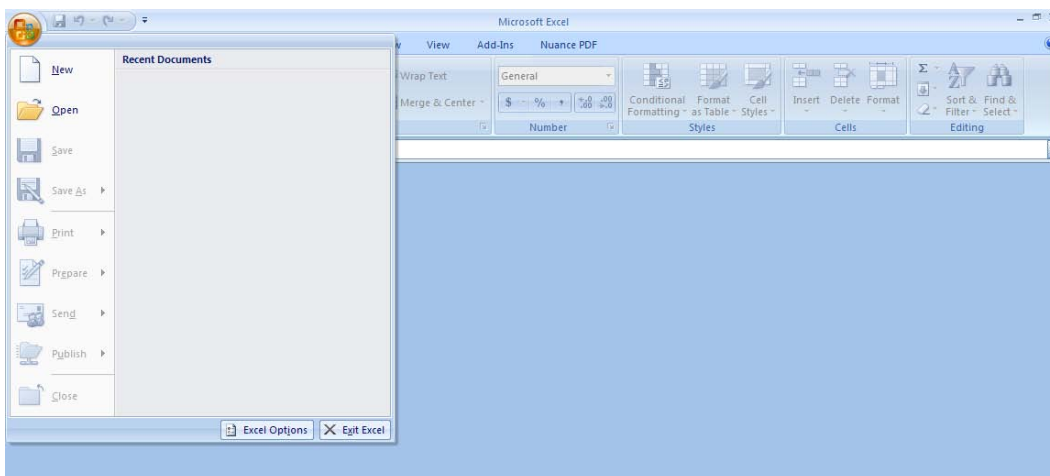 Microsoft Excel
View Add-Ins Nuance PDF
New
Open
Save
Save As
Print
Prepare
Send
Publish
Close
Recent Documents
Excel Options
Exit Excel
Wrap Text
Merge & Center
General
$ % ,
Number
Conditional Formatting
Format as Table
Cell Styles
Styles
Insert Delete Format
Cells
Σ
Sort & Filter
Find & Select
Editing